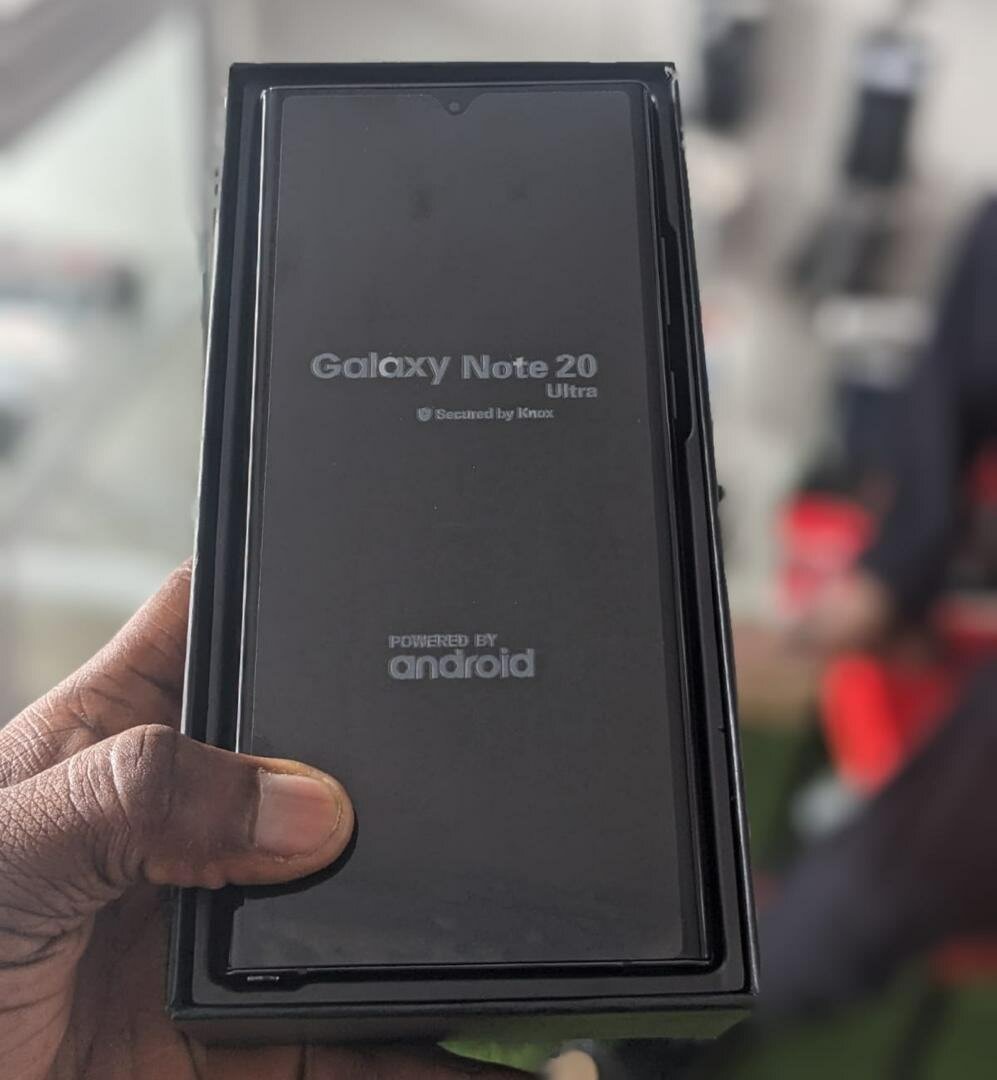 Galaxy Note 20
Ultra
Secured by Knox
POWERED BY
android